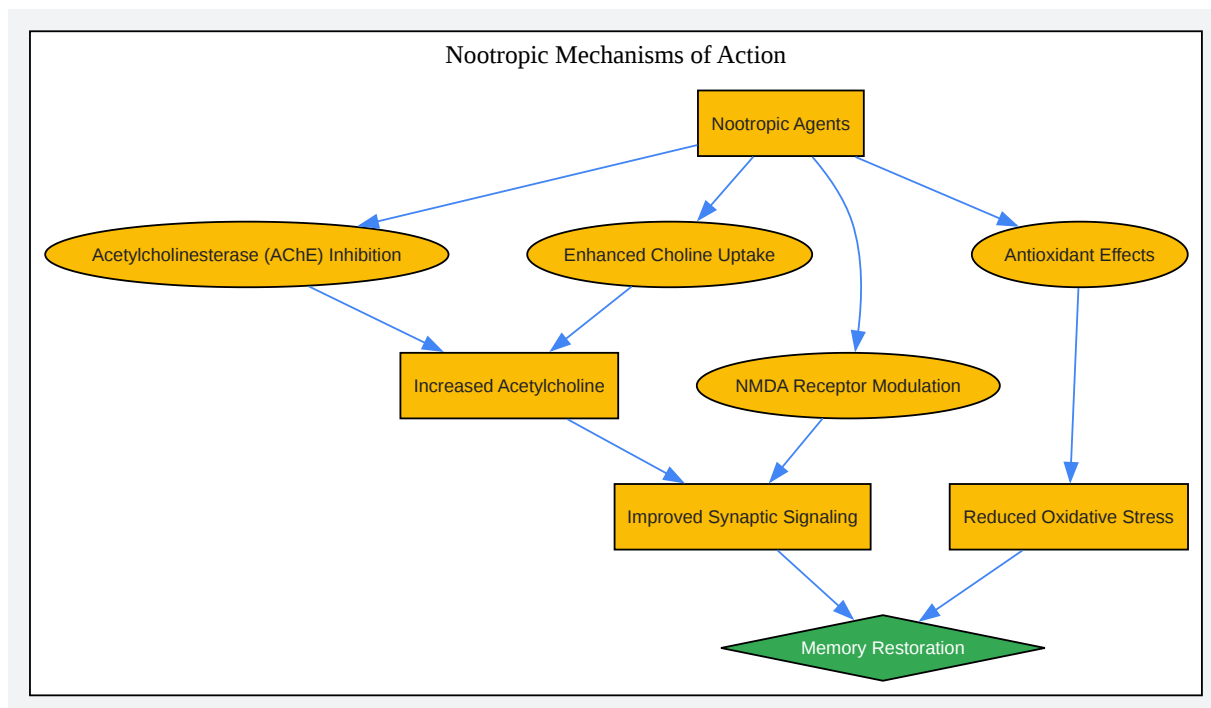 Nootropic Mechanisms of Action
Nootropic Agents
Acetylcholinesterase (AChE) Inhibition
Enhanced Choline Uptake
Antioxidant Effects
Increased Acetylcholine
NMDA Receptor Modulation
Improved Synaptic Signaling
Reduced Oxidative Stress
Memory Restoration